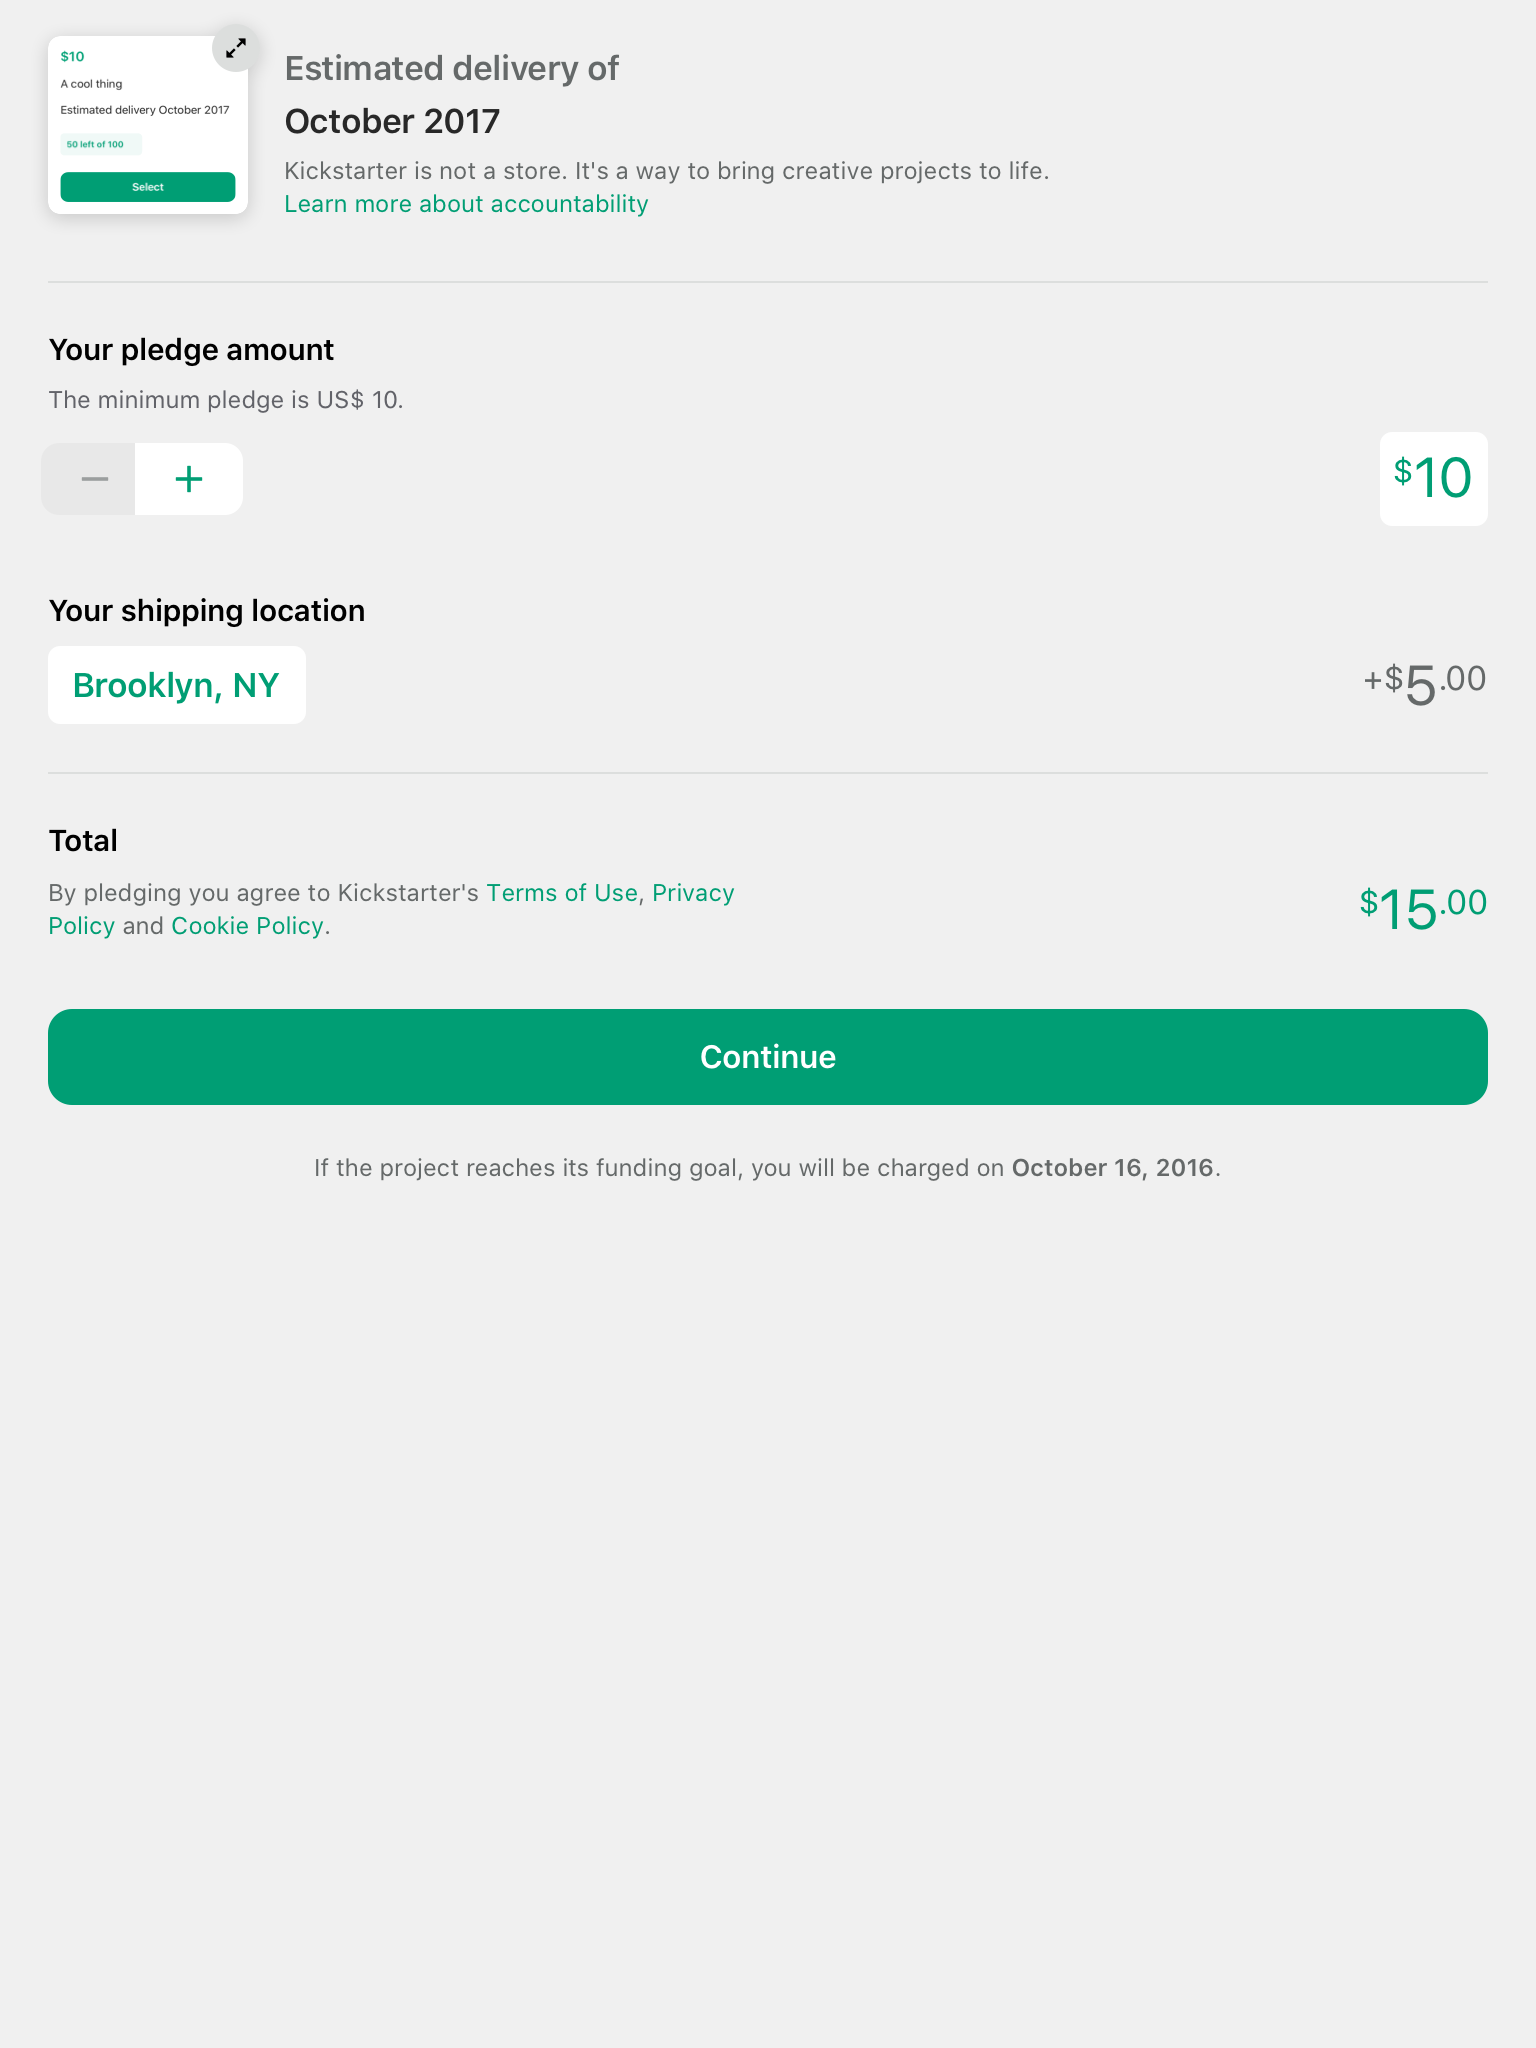 $10
A cool thing
Estimated delivery October 2017
50 left of 100
Select
Estimated delivery of
October 2017
Kickstarter is not a store. It's a way to bring creative projects to life.
Learn more about accountability
Your pledge amount
The minimum pledge is US$ 10.
$10
Your shipping location
Brooklyn, NY
+$5.00
Total
By pledging you agree to Kickstarter's Terms of Use, Privacy
Policy and Cookie Policy.
$15.00
Continue
If the project reaches its funding goal, you will be charged on October 16, 2016.